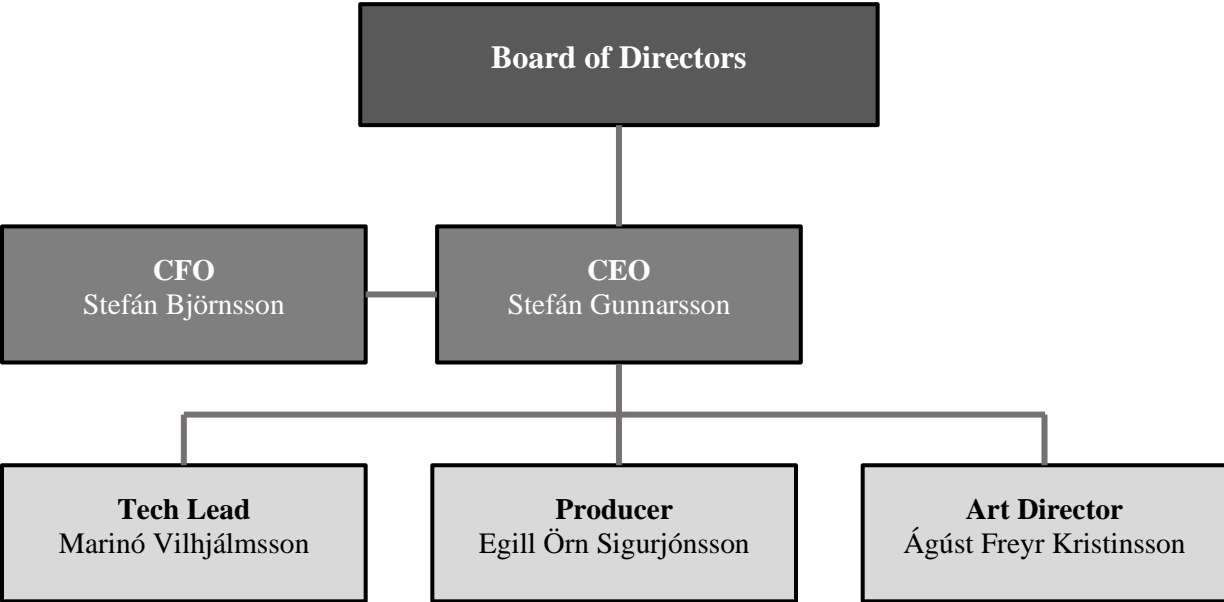 Board of Directors
CFO
Stefán Björnsson
CEO
Stefán Gunnarsson
Tech Lead
Marinó Vilhjálmsson
Producer
Egill Örn Sigurjónsson
Art Director
Ágúst Freyr Kristinsson